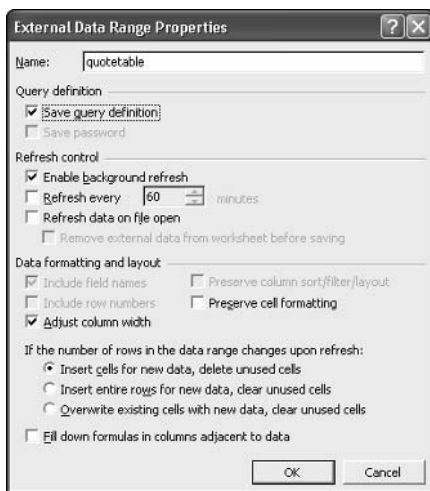 External Data Range Properties
Name: quotetable
Query definition
Save query definition
Save password
Refresh control
Enable background refresh
Refresh every 60 minutes
Refresh data on file open
Remove external data from worksheet before saving
Data formatting and layout
Include field names Preserve column sort/filter/layout
Include row numbers Preserve cell formatting
Adjust column width
If the number of rows in the data range changes upon refresh:
Insert cells for new data, delete unused cells
Insert entire rows for new data, clear unused cells
Overwrite existing cells with new data, clear unused cells
Fill down formulas in columns adjacent to data
OK Cancel